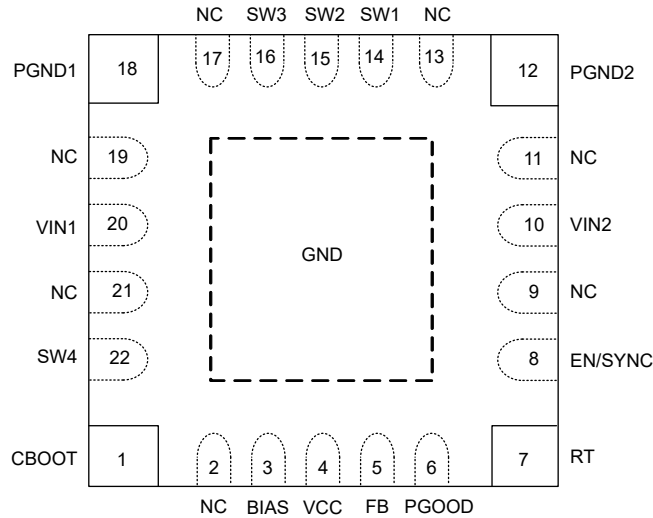 NC SW3 SW2 SW1 NC
17 16 15 14 13
PGND1 18 12 PGND2
NC 19 11 NC
VIN1 20 10 VIN2
GND
NC 21 9 NC
SW4 22 8 EN/SYNC
CBOOT 1 7 RT
2 3 4 5 6
NC BIAS VCC FB PGOOD